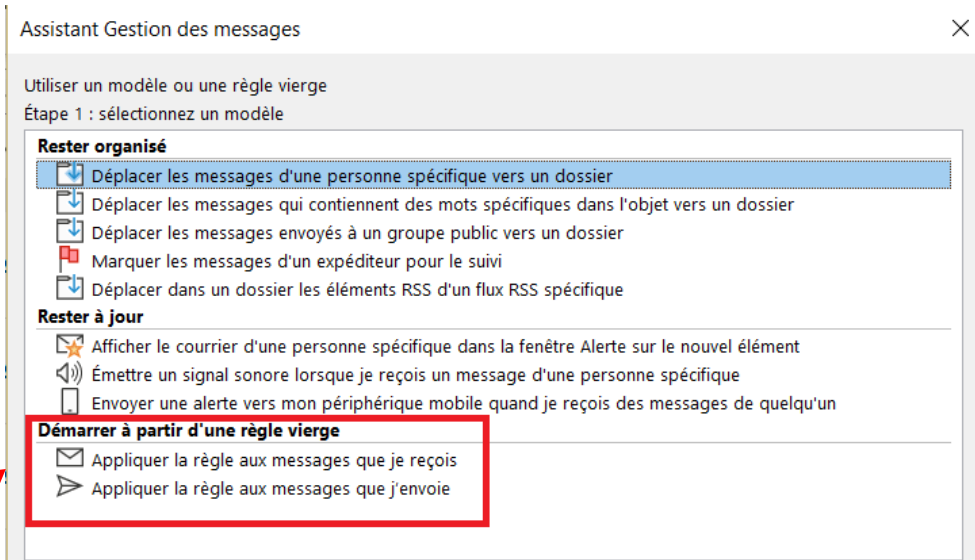 Assistant Gestion des messages
Utiliser un modèle ou une règle vierge
Étape 1 : sélectionnez un modèle
Rester organisé
Déplacer les messages d'une personne spécifique vers un dossier
Déplacer les messages qui contiennent des mots spécifiques dans l'objet vers un dossier
Déplacer les messages envoyés à un groupe public vers un dossier
Marquer les messages d'un expéditeur pour le suivi
Déplacer dans un dossier les éléments RSS d'un flux RSS spécifique
Rester à jour
Afficher le courrier d'une personne spécifique dans la fenêtre Alerte sur le nouvel élément
Émettre un signal sonore lorsque je reçois un message d'une personne spécifique
Envoyer une alerte vers mon périphérique mobile quand je reçois des messages de quelqu'un
Démarrer à partir d'une règle vierge
Appliquer la règle aux messages que je reçois
Appliquer la règle aux messages que j'envoie